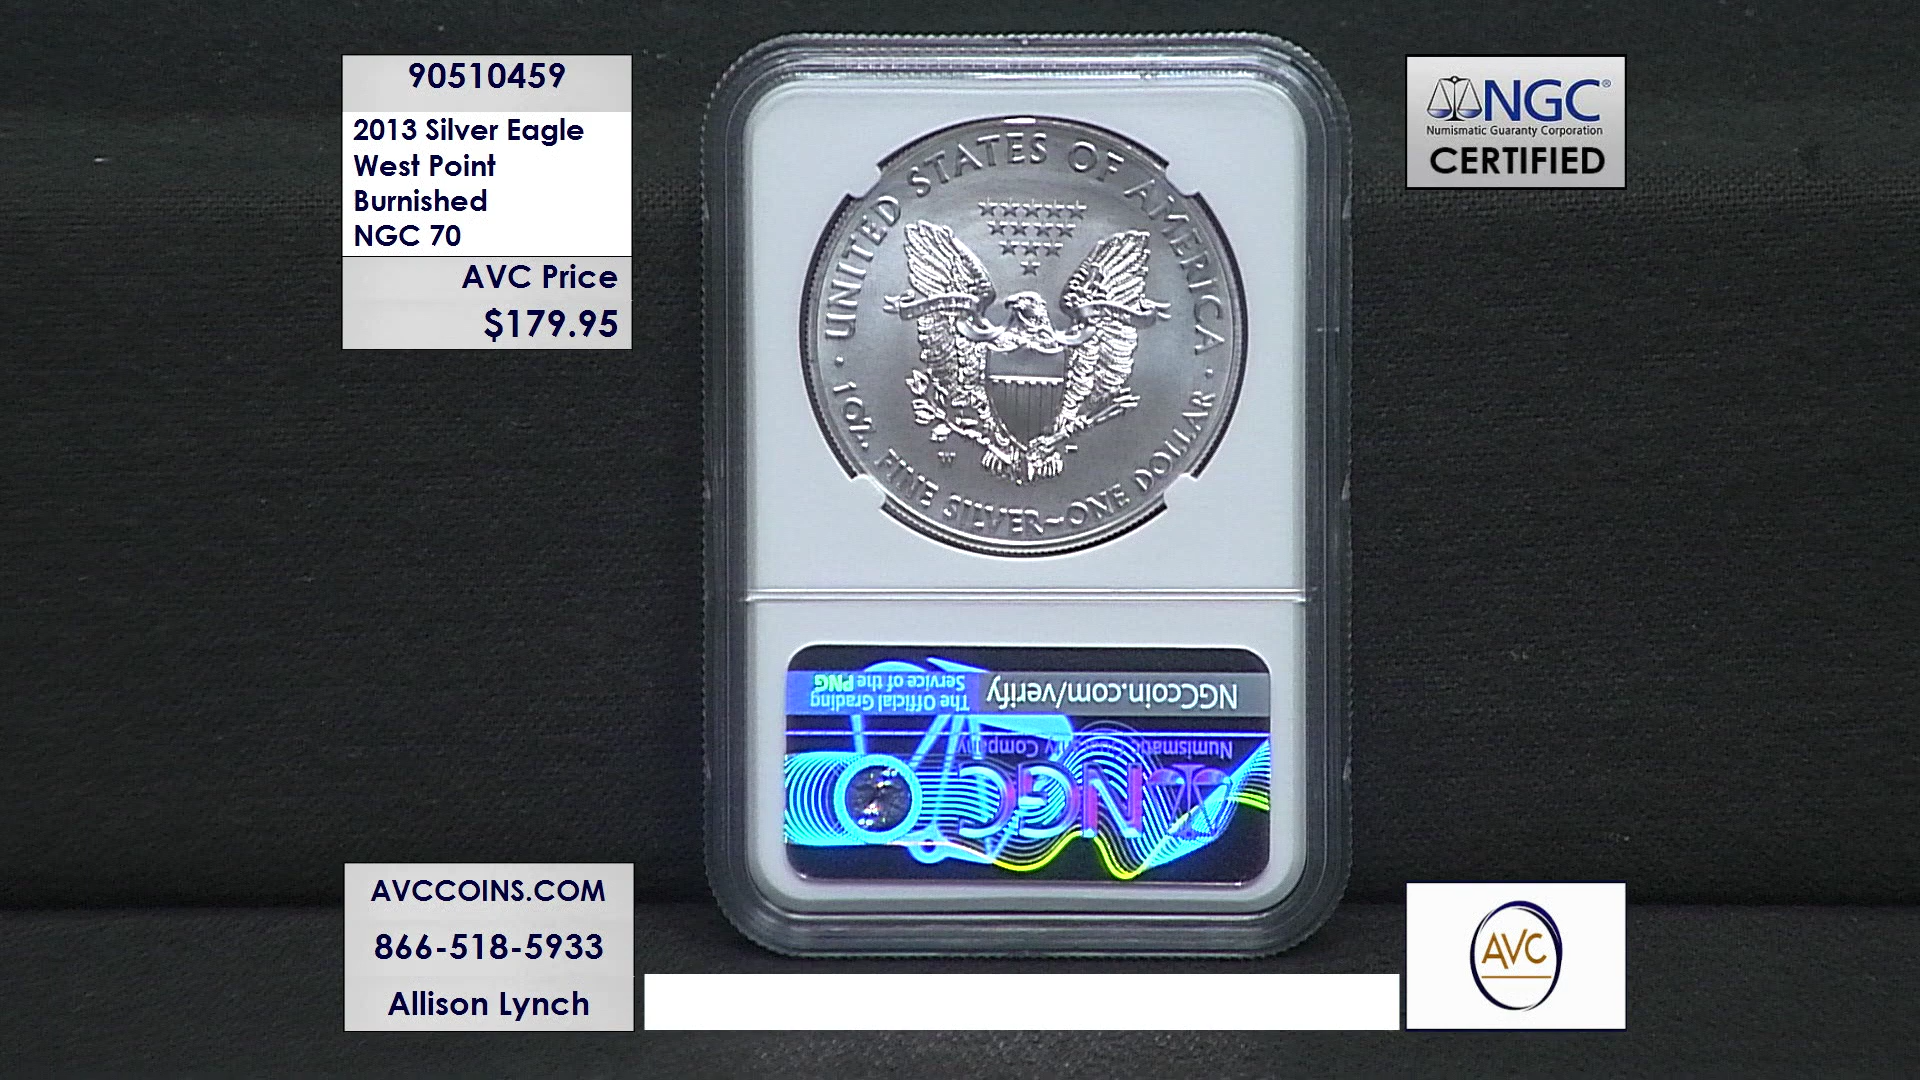 90510459
2013 Silver Eagle
West Point
Burnished
NGC 70
AVC Price
$179.95
NGC®
Numismatic Guaranty Corporation
CERTIFIED
UNITED STATES OF AMERICA
1 OZ. FINE SILVER~ONE DOLLAR
W
NGCcoin.com/verify
The Official Grading
Service of the PNG
Numismatic Company
NGC
AVCCOINS.COM
866-518-5933
Allison Lynch
AVC